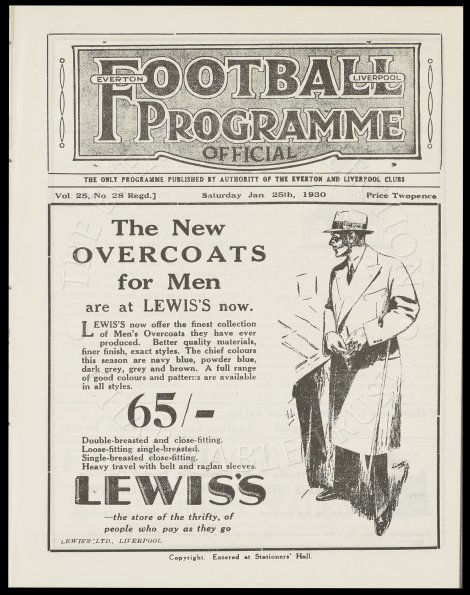 EVERTON
LIVERPOOL
FOOTBALL
PROGRAMME
OFFICIAL
THE ONLY PROGRAMME PUBLISHED BY AUTHORITY OF THE EVERTON AND LIVERPOOL CLUBS
Vol 25, No. 28 Regd.] Saturday Jan. 25th, 1930 Price Twopence
The New
OVERCOATS
for Men
are at LEWIS'S now.
LEWIS'S now offer the finest collection
of Men's Overcoats they have ever
produced. Better quality materials,
finer finish, exact styles. The chief colours
this season are navy blue, powder blue,
dark grey, grey and brown. A full range
of good colours and patterns are available
in all styles.
65/-
Double-breasted and close-fitting.
Loose-fitting single-breasted.
Single-breasted close-fitting.
Heavy travel with belt and raglan sleeves.
LEWIS'S
—the store of the thrifty, of
people who pay as they go
LEWIS'S LTD, LIVERPOOL
Copyright. Entered at Stationers' Hall.